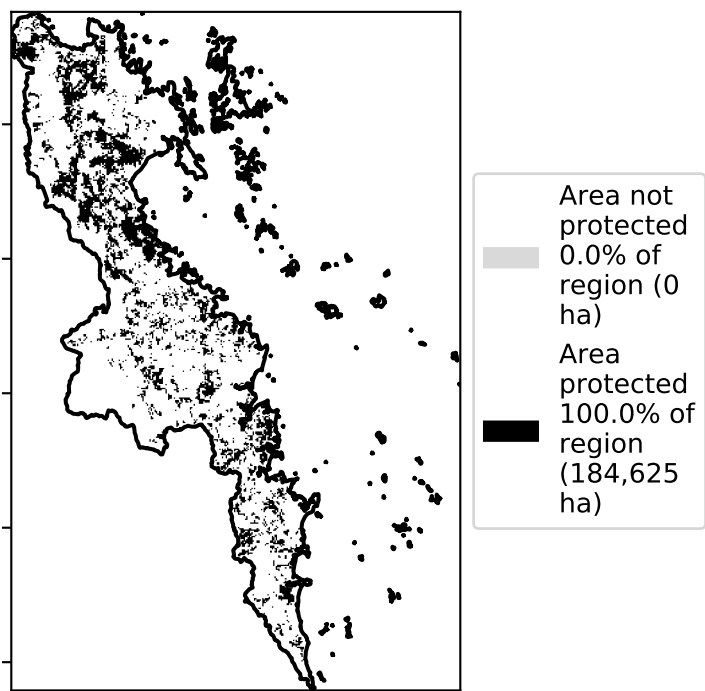 Area not
protected
0.0% of
region (0
ha)
Area
protected
100.0% of
region
(184,625
ha)